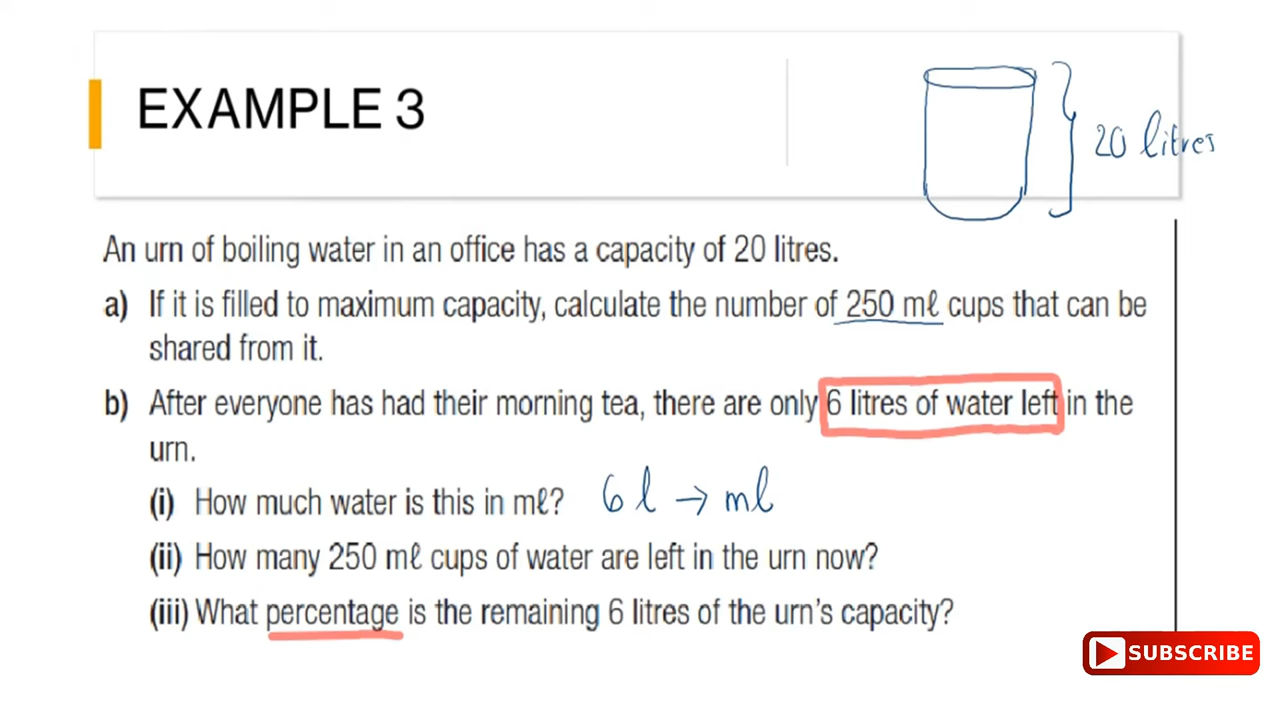 EXAMPLE 3
20 litres
An urn of boiling water in an office has a capacity of 20 litres.
a) If it is filled to maximum capacity, calculate the number of 250 mℓ cups that can be
shared from it.
b) After everyone has had their morning tea, there are only 6 litres of water left in the
urn.
(i) How much water is this in mℓ? 6 l → ml
(ii) How many 250 mℓ cups of water are left in the urn now?
(iii) What percentage is the remaining 6 litres of the urn's capacity?
SUBSCRIBE